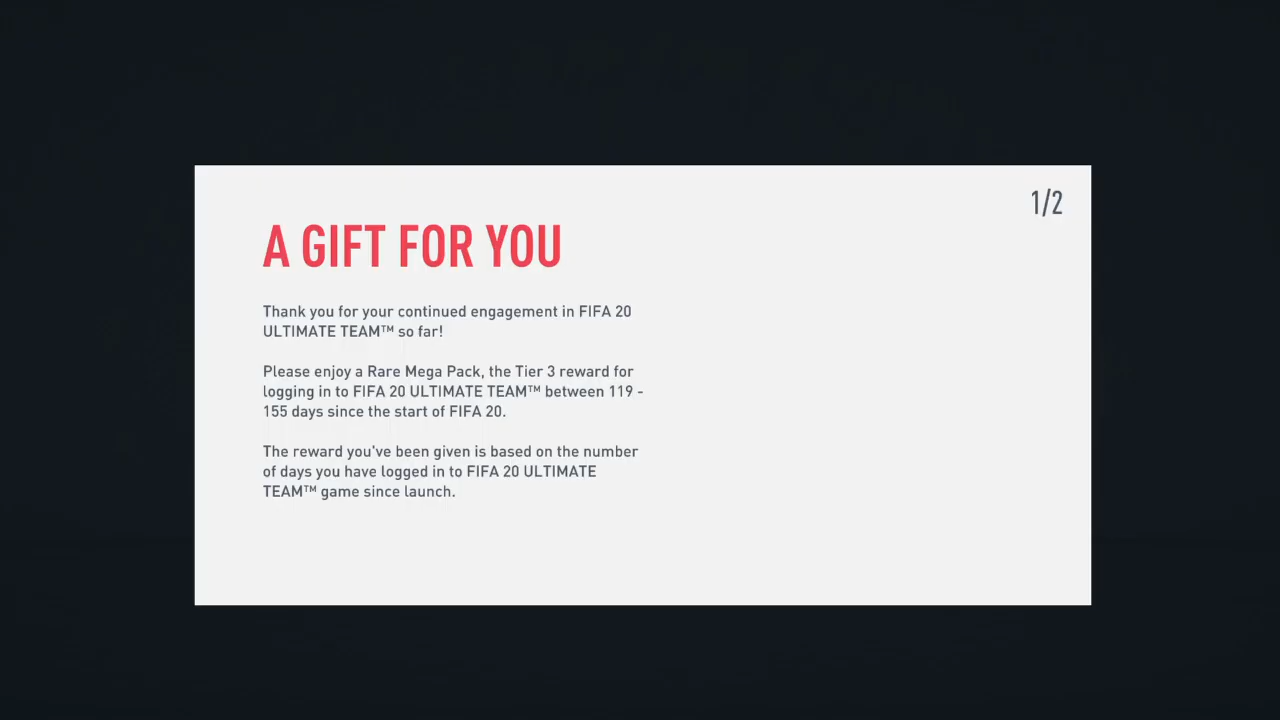 1/2
A GIFT FOR YOU
Thank you for your continued engagement in FIFA 20
ULTIMATE TEAM™ so far!
Please enjoy a Rare Mega Pack, the Tier 3 reward for
logging in to FIFA 20 ULTIMATE TEAM™ between 119 -
155 days since the start of FIFA 20.
The reward you've been given is based on the number
of days you have logged in to FIFA 20 ULTIMATE
TEAM™ game since launch.